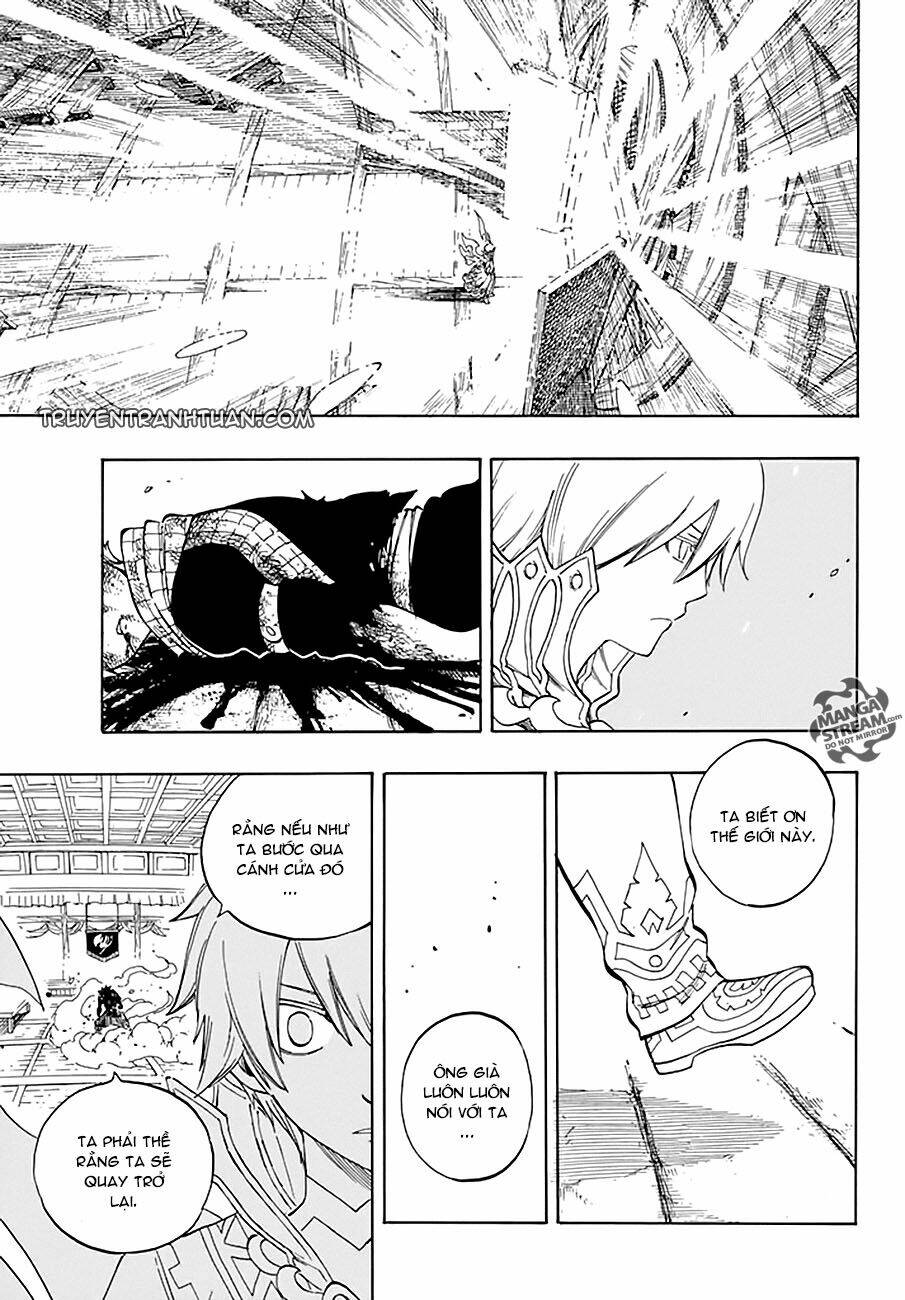 TRUYENTRANHTUAN.COM
MANGA
STREAM.com
DO NOT MIRROR!
TA BIẾT ƠN
THẾ GIỚI NÀY.
ÔNG GIÀ
LUÔN LUÔN
NÓI VỚI TA
...
RẰNG NẾU NHƯ
TA BƯỚC QUA
CÁNH CỬA ĐÓ
...
TA PHẢI THỀ
RẰNG TA SẼ
QUAY TRỞ
LẠI.